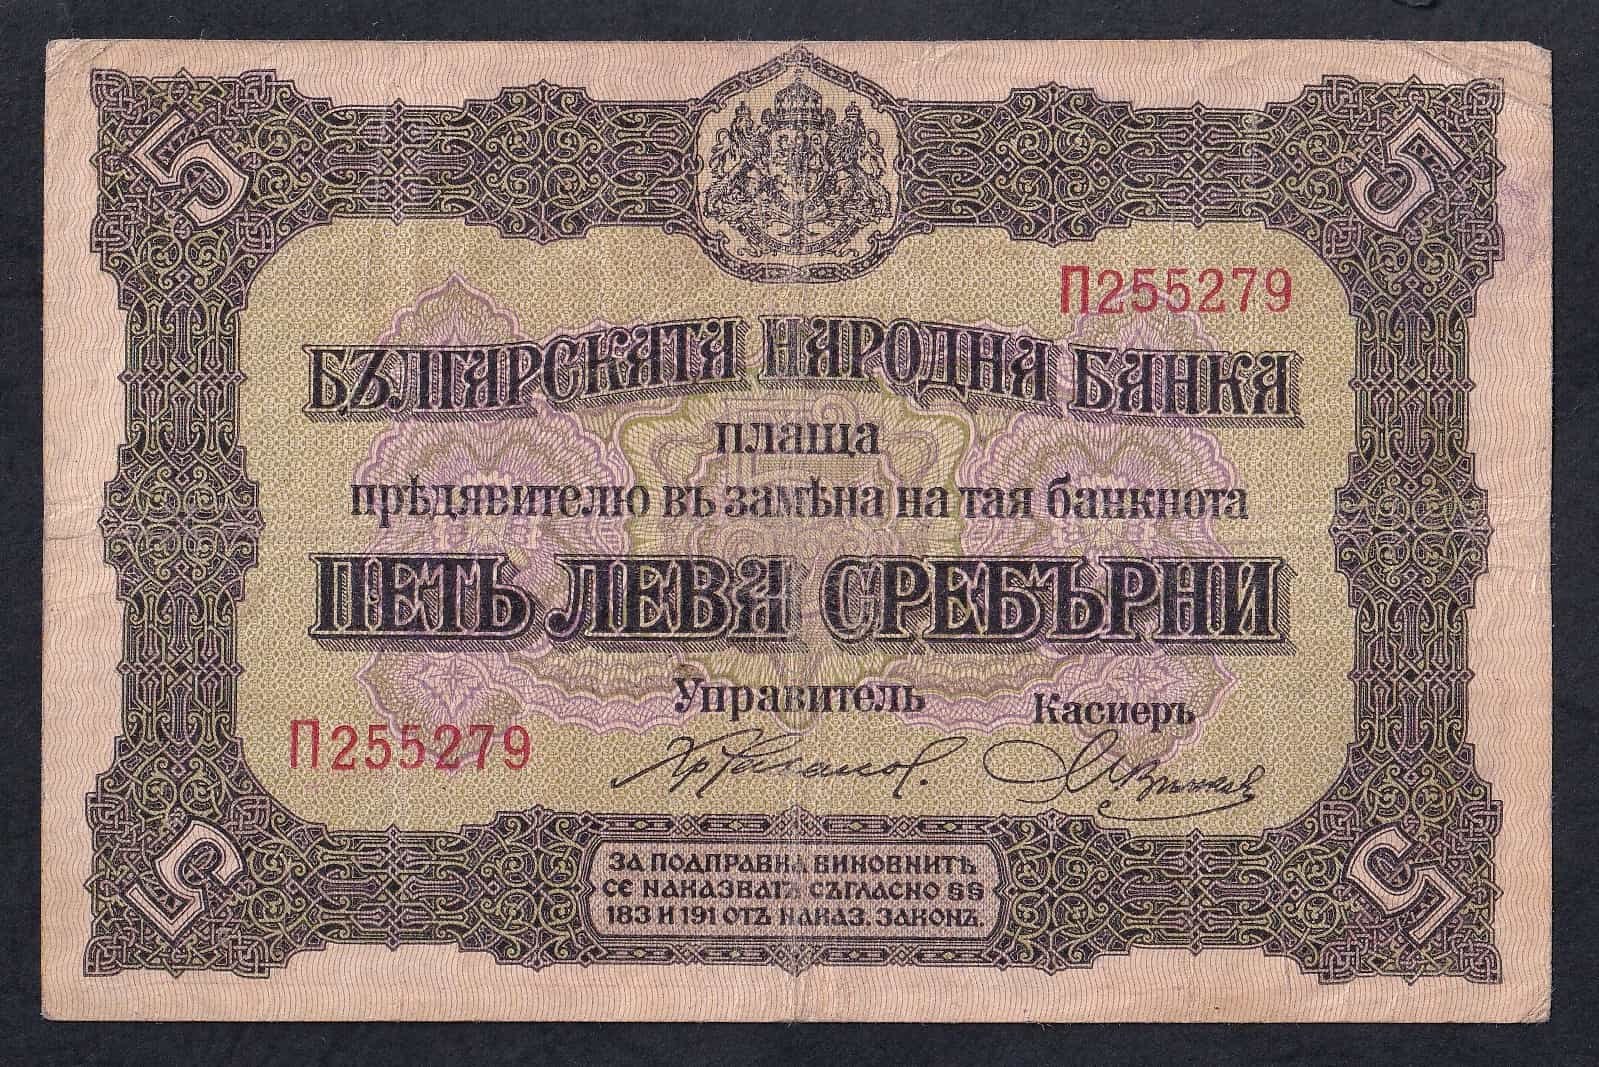 5
5
П255279
БЪЛГАРСКАТА НАРОДНА БАНКА
плаща
прѣдявителю въ замѣна на тая банкнота
ПЕТЬ ЛЕВА СРЕБЪРНИ
Управитель
Касиеръ
П255279
5
5
ЗА ПОДПРАВКА ВИНОВНИТѢ
СЕ НАКАЗВАТЪ СЪГЛАСНО §§
183 И 191 ОТЪ НАКАЗ. ЗАКОНЪ.